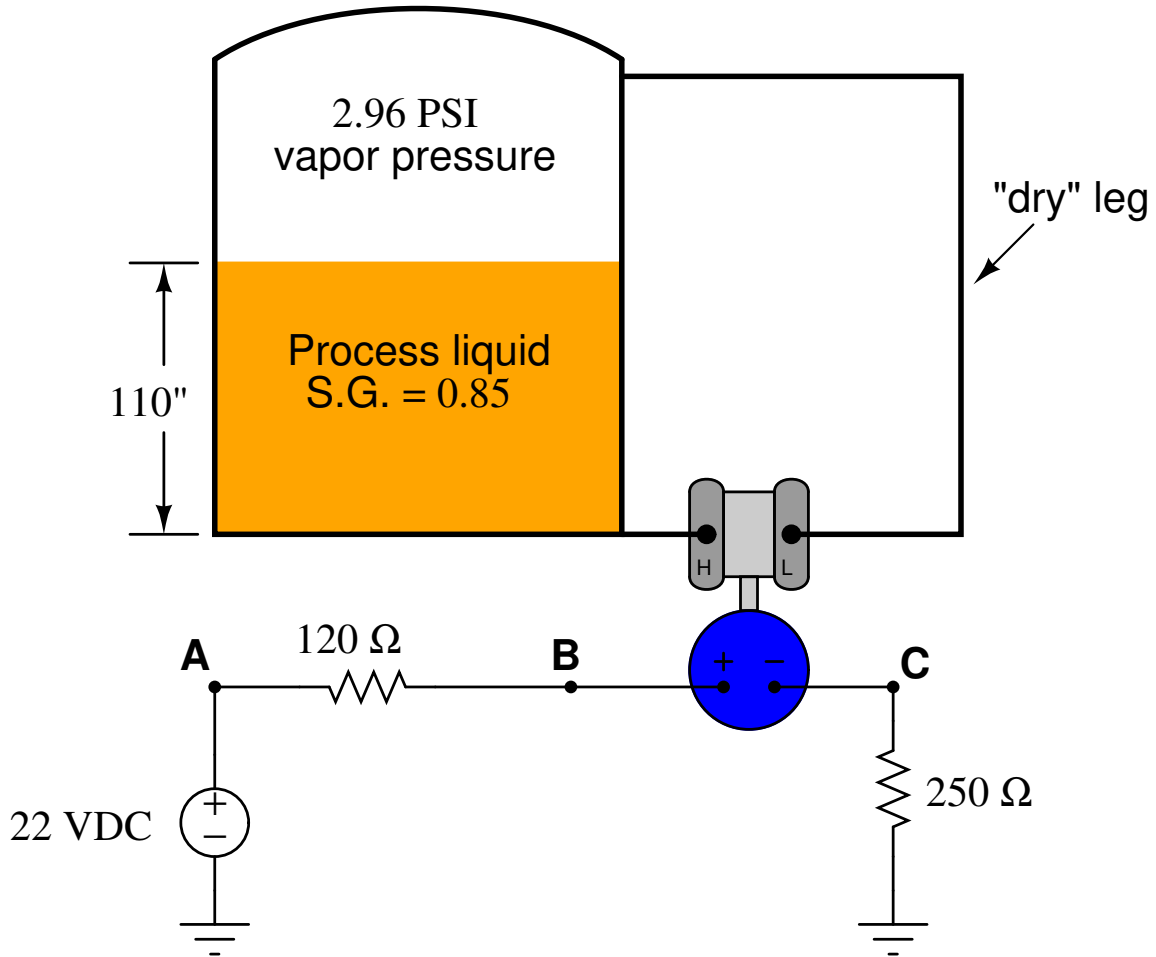 2.96 PSI
vapor pressure
"dry" leg
Process liquid
S.G. = 0.85
110"
H
L
A
120 Ω
B
+
−
C
22 VDC
+
−
250 Ω